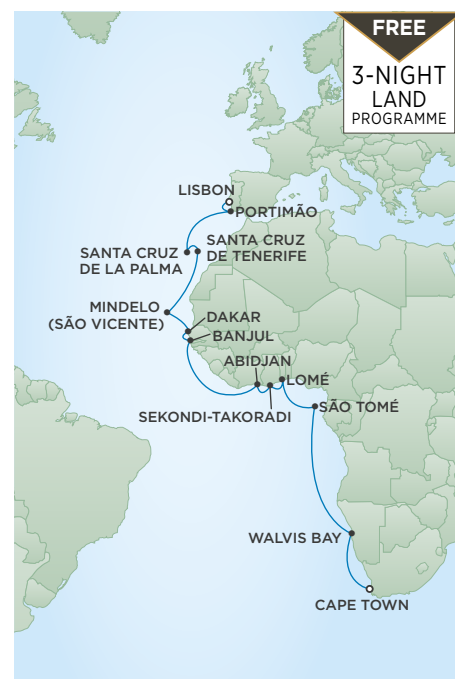 FREE
3-NIGHT
LAND
PROGRAMME
LISBON
PORTIMÃO
SANTA CRUZ
DE LA PALMA
SANTA CRUZ
DE TENERIFE
MINDELO
(SÃO VICENTE)
DAKAR
BANJUL
ABIDJAN
LOMÉ
SEKONDI-TAKORADI
SÃO TOMÉ
WALVIS BAY
CAPE TOWN